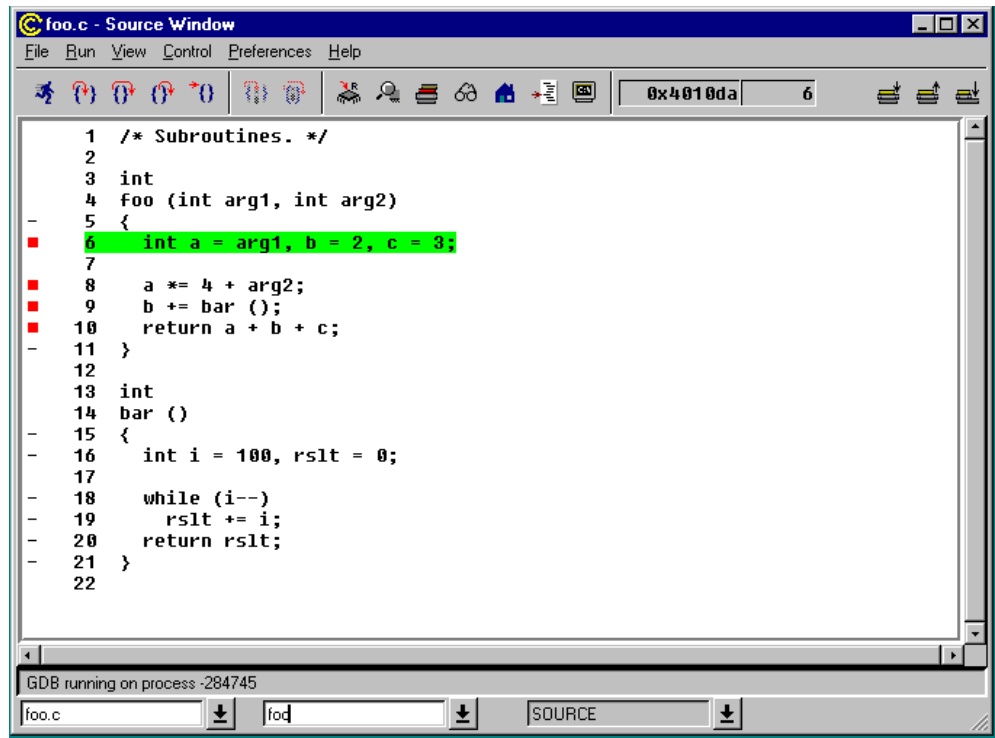 foo.c - Source Window
File Run View Control Preferences Help
0x4010da 6
1 /* Subroutines. */
2
3 int
4 foo (int arg1, int arg2)
- 5 {
6 int a = arg1, b = 2, c = 3;
7
8 a *= 4 + arg2;
9 b += bar ();
10 return a + b + c;
- 11 }
12
13 int
14 bar ()
- 15 {
- 16 int i = 100, rslt = 0;
17
- 18 while (i--)
- 19 rslt += i;
- 20 return rslt;
- 21 }
22
GDB running on process -284745
foo.c foo SOURCE